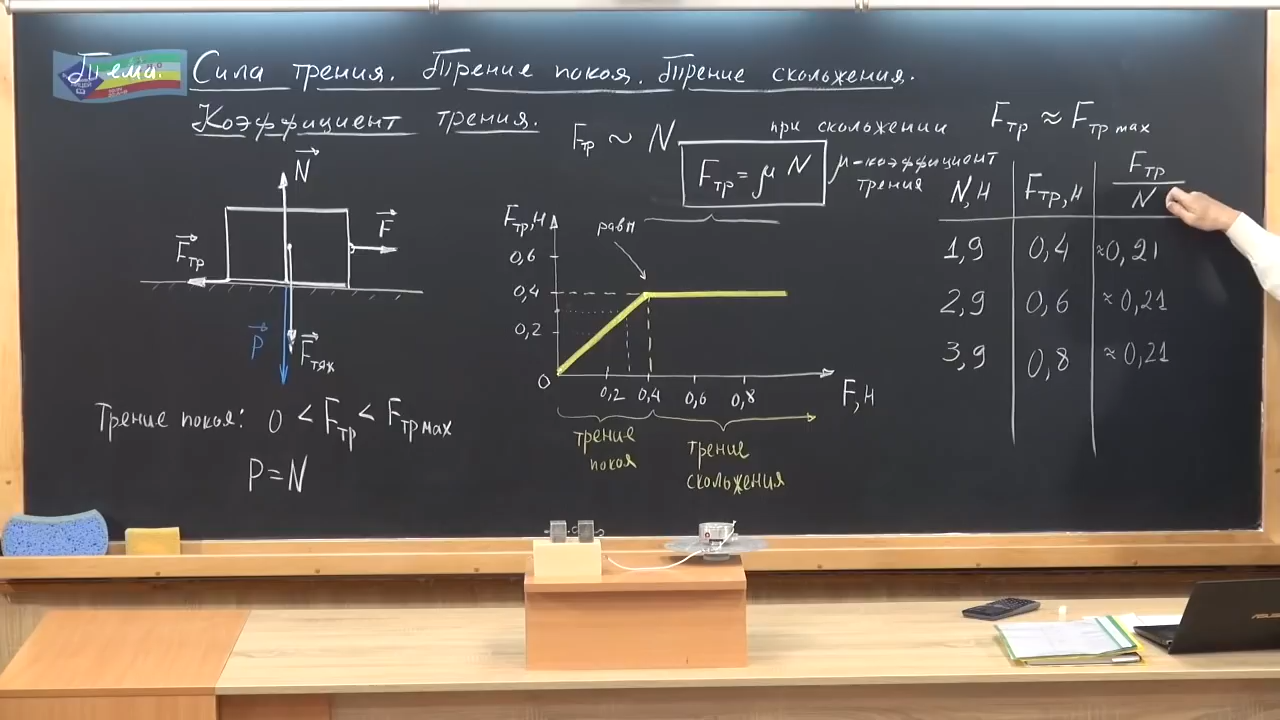 Тема. Сила трения. Трение покоя. Трение скольжения.
Коэффициент трения.
Fтр ~ N
при скольжении
Fтр ≈ Fтр max
Fтр = μ N
μ-коэффициент
трения
N
F
Fтр
P
Fтяж
Трение покоя: 0 < Fтр < Fтр max
P = N
Fтр, Н
равн
0,6
0,4
0,2
0
0,2 0,4 0,6 0,8
F, Н
трение
покоя
трение
скольжения
N, Н Fтр, Н Fтр/N
1,9 0,4 ≈0,21
2,9 0,6 ≈0,21
3,9 0,8 ≈0,21
ASUS